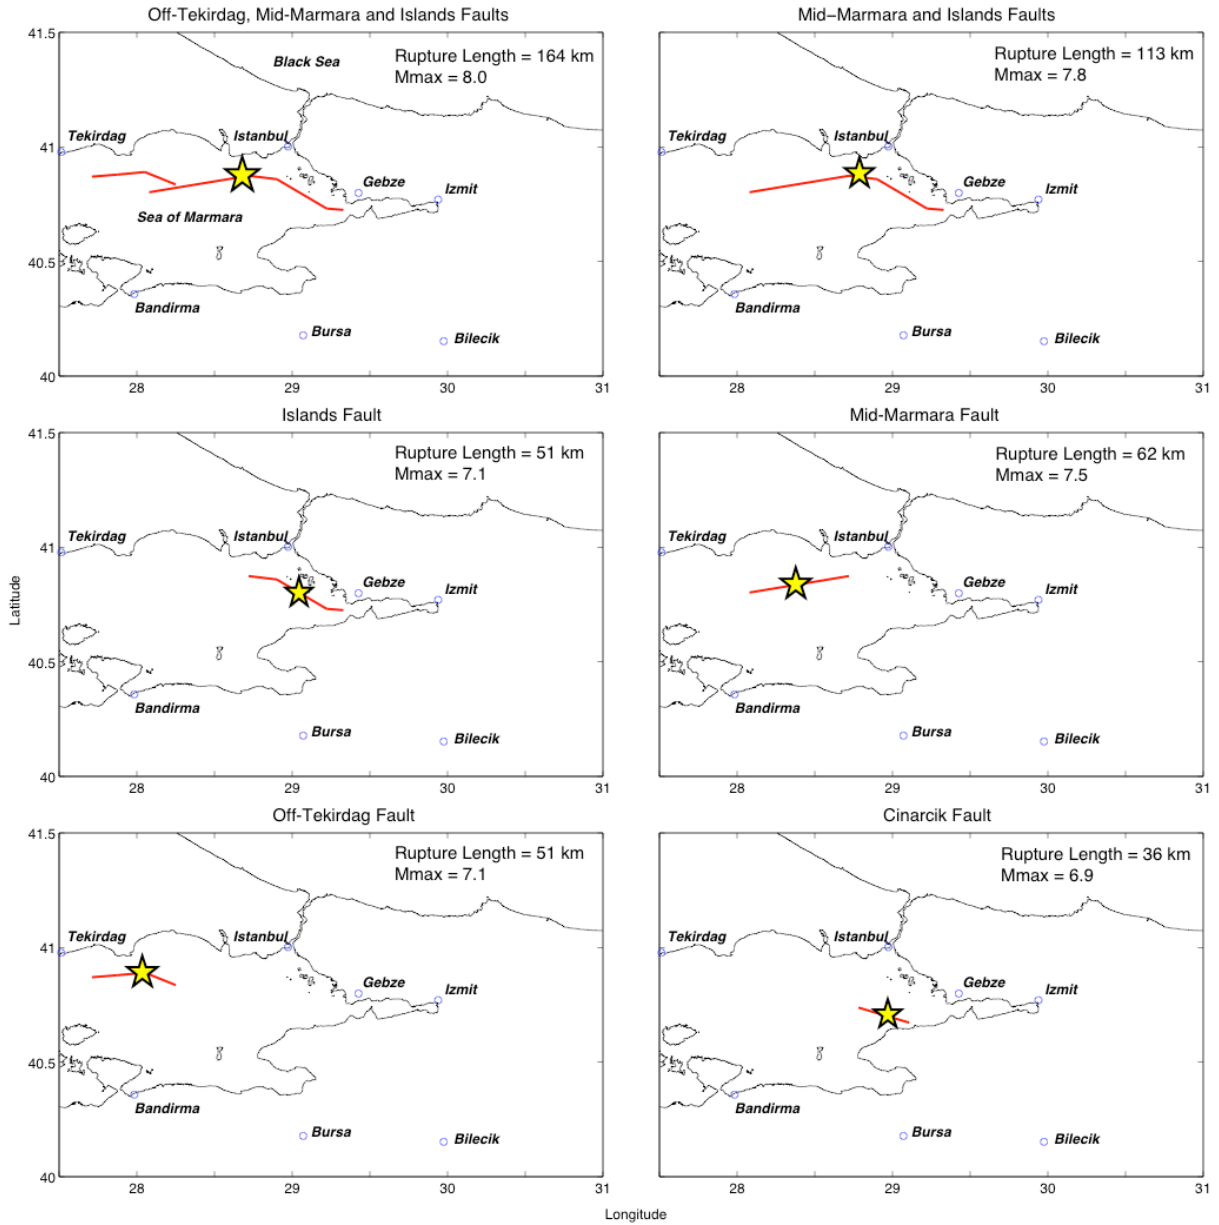 Off-Tekirdag, Mid-Marmara and Islands Faults
41.5
Rupture Length = 164 km
Mmax = 8.0
Black Sea
Tekirdag
Istanbul
41
Gebze
Izmit
Sea of Marmara
40.5
Bandirma
Bursa
Bilecik
40
28
29
30
31
Mid−Marmara and Islands Faults
Rupture Length = 113 km
Mmax = 7.8
Tekirdag
Istanbul
Gebze
Izmit
Bandirma
Bursa
Bilecik
28
29
30
31
Islands Fault
41.5
Rupture Length = 51 km
Mmax = 7.1
Tekirdag
Istanbul
41
Gebze
Izmit
Latitude
40.5
Bandirma
Bursa
Bilecik
40
28
29
30
31
Mid-Marmara Fault
Rupture Length = 62 km
Mmax = 7.5
Tekirdag
Istanbul
Gebze
Izmit
Bandirma
Bursa
Bilecik
28
29
30
31
Off-Tekirdag Fault
41.5
Rupture Length = 51 km
Mmax = 7.1
Tekirdag
Istanbul
41
Gebze
Izmit
40.5
Bandirma
Bursa
Bilecik
40
28
29
30
31
Cinarcik Fault
Rupture Length = 36 km
Mmax = 6.9
Tekirdag
Istanbul
Gebze
Izmit
Bandirma
Bursa
Bilecik
28
29
30
31
Longitude